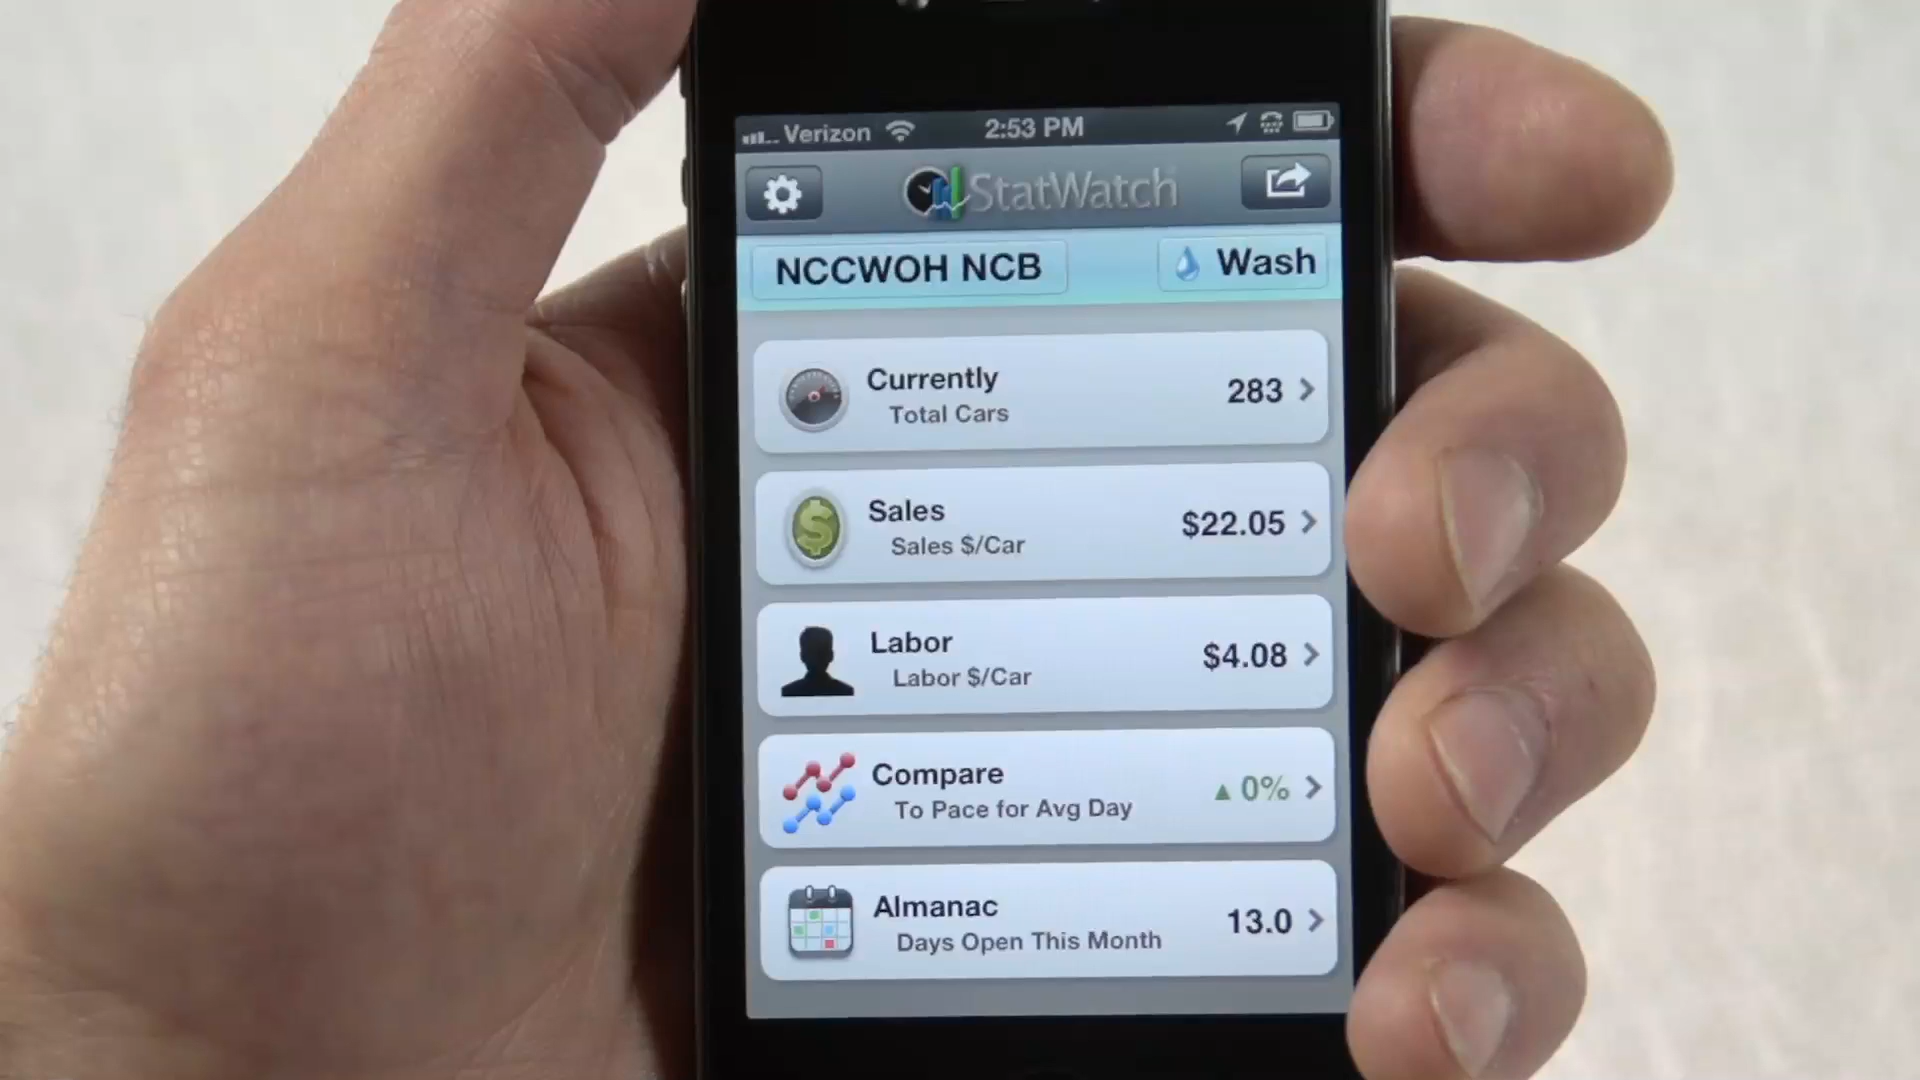 Verizon 2:53 PM
StatWatch
NCCWOH NCB Wash
Currently
Total Cars
283
Sales
Sales $/Car
$22.05
Labor
Labor $/Car
$4.08
Compare
To Pace for Avg Day
▲0%
Almanac
Days Open This Month
13.0